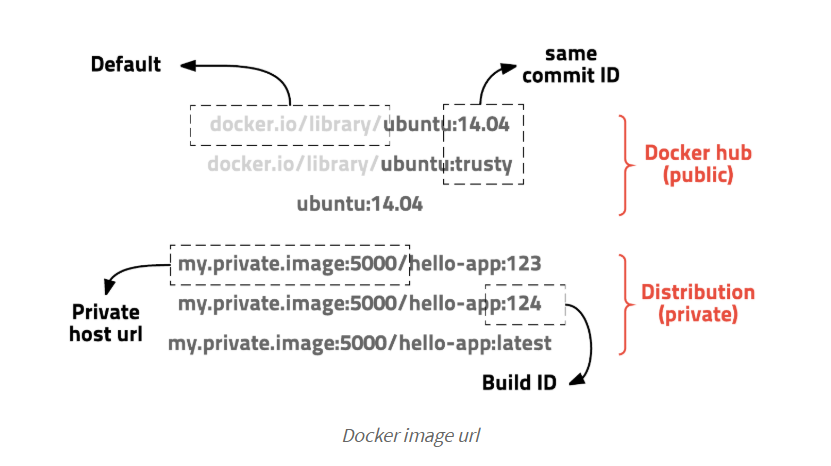 same
commit ID
Default
docker.io/library/ubuntu:14.04
docker.io/library/ubuntu:trusty
ubuntu:14.04
Docker hub
(public)
my.private.image:5000/hello-app:123
my.private.image:5000/hello-app:124
my.private.image:5000/hello-app:latest
Distribution
(private)
Private
host url
Build ID
Docker image url